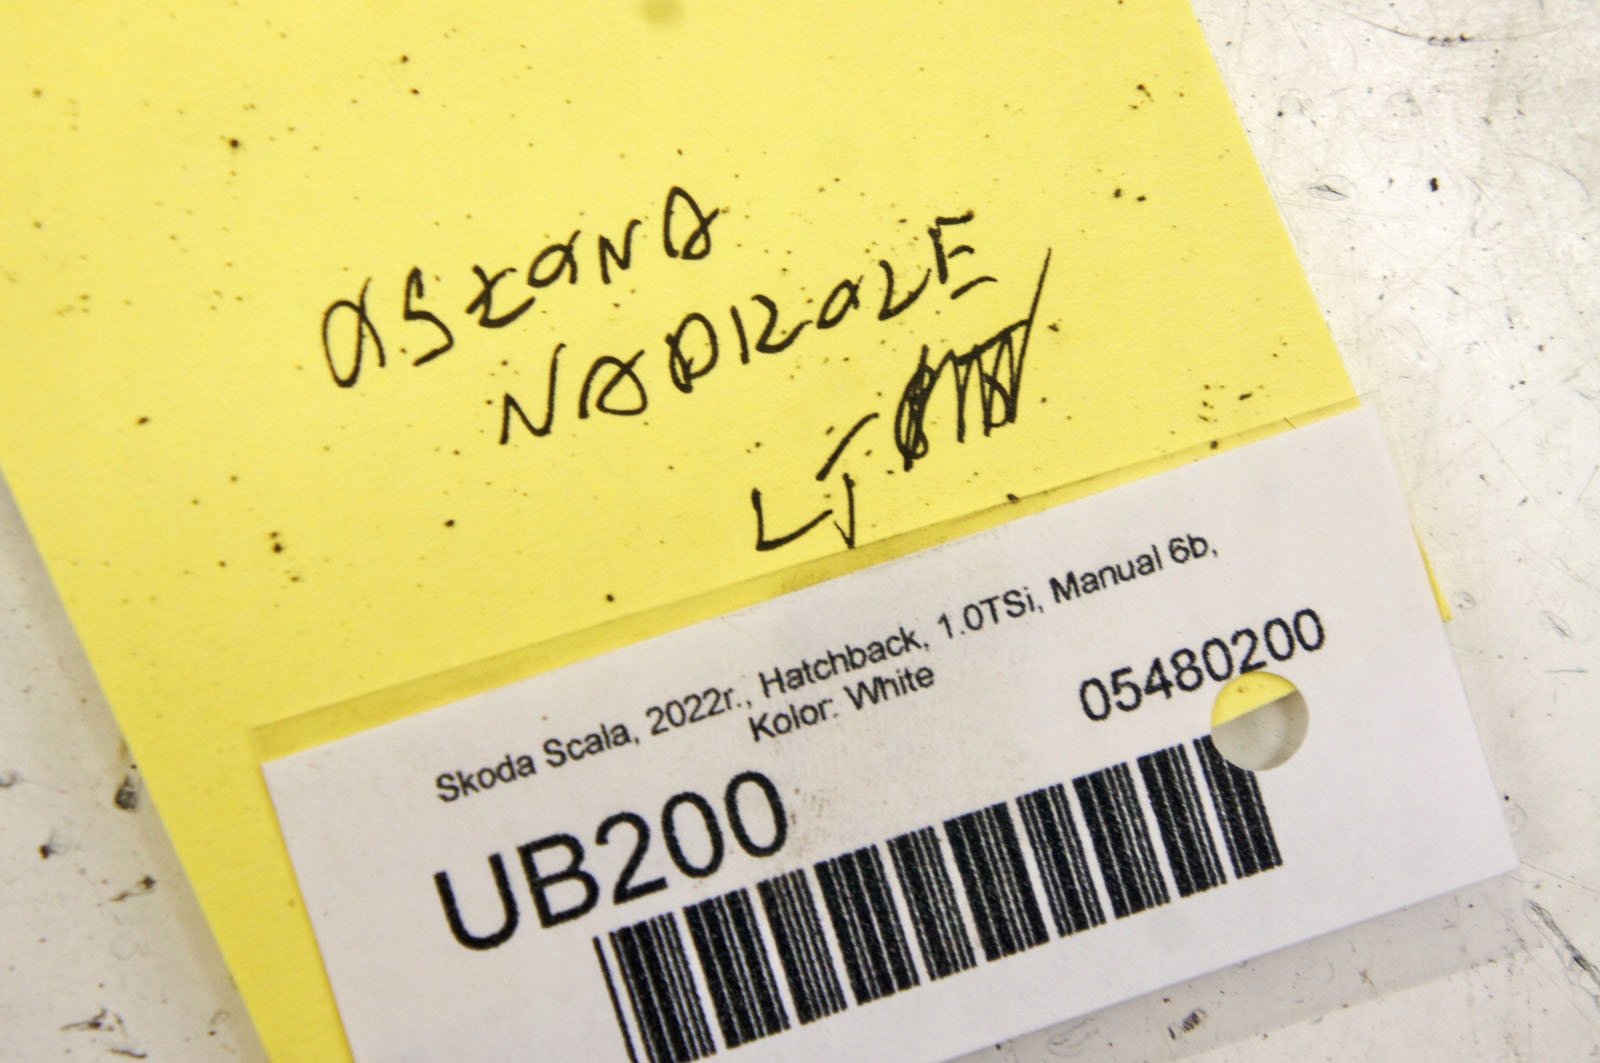 OSŁONA
NADKOLE
LT
Skoda Scala, 2022r., Hatchback, 1.0TSi, Manual 6b,
Kolor: White
05480200
UB200